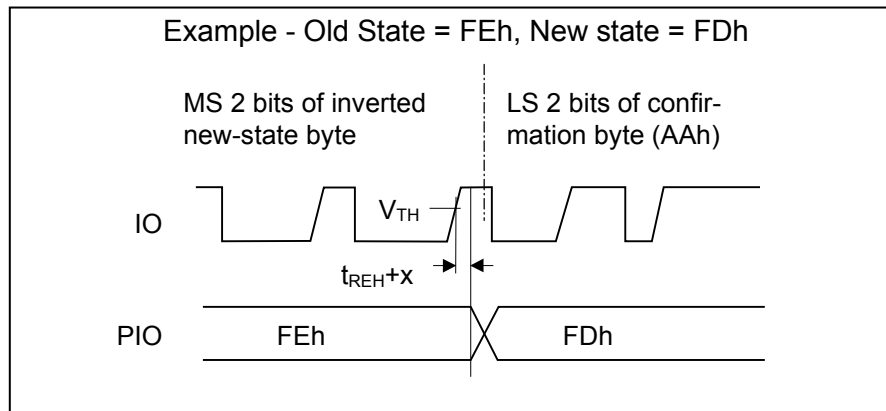 Example - Old State = FEh, New state = FDh
MS 2 bits of inverted
new-state byte
LS 2 bits of confir-
mation byte (AAh)
IO
VTH
tREH+x
PIO
FEh
FDh